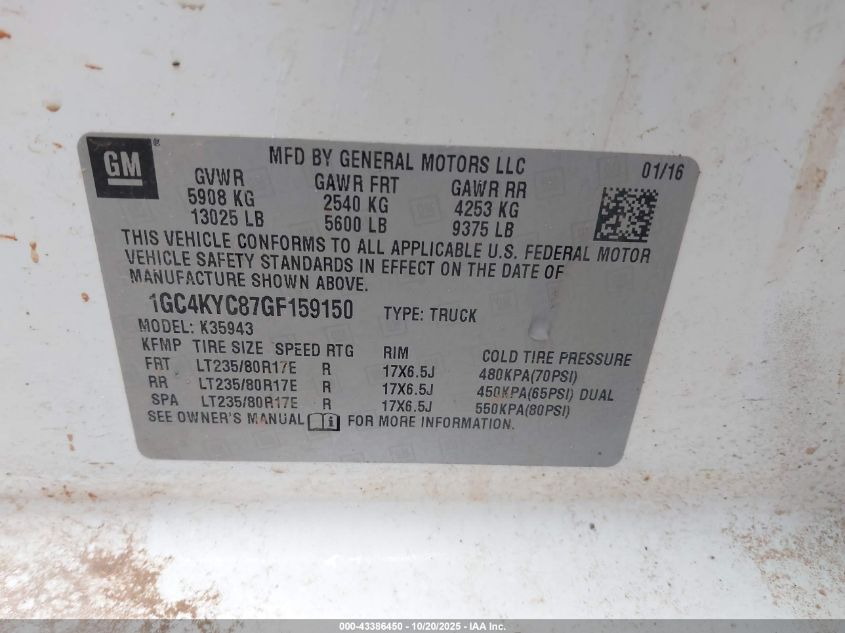 GM ®
MFD BY GENERAL MOTORS LLC 01/16
GVWR GAWR FRT GAWR RR
5908 KG 2540 KG 4253 KG
13025 LB 5600 LB 9375 LB
THIS VEHICLE CONFORMS TO ALL APPLICABLE U.S. FEDERAL MOTOR
VEHICLE SAFETY STANDARDS IN EFFECT ON THE DATE OF
MANUFACTURE SHOWN ABOVE.
1GC4KYC87GF159150 TYPE: TRUCK
MODEL: K35943
KFMP TIRE SIZE SPEED RTG RIM COLD TIRE PRESSURE
FRT LT235/80R17E R 17X6.5J 480KPA(70PSI)
RR LT235/80R17E R 17X6.5J 450KPA(65PSI) DUAL
SPA LT235/80R17E R 17X6.5J 550KPA(80PSI)
SEE OWNER'S MANUAL i FOR MORE INFORMATION.
000-43386450 - 10/20/2025 - IAA Inc.